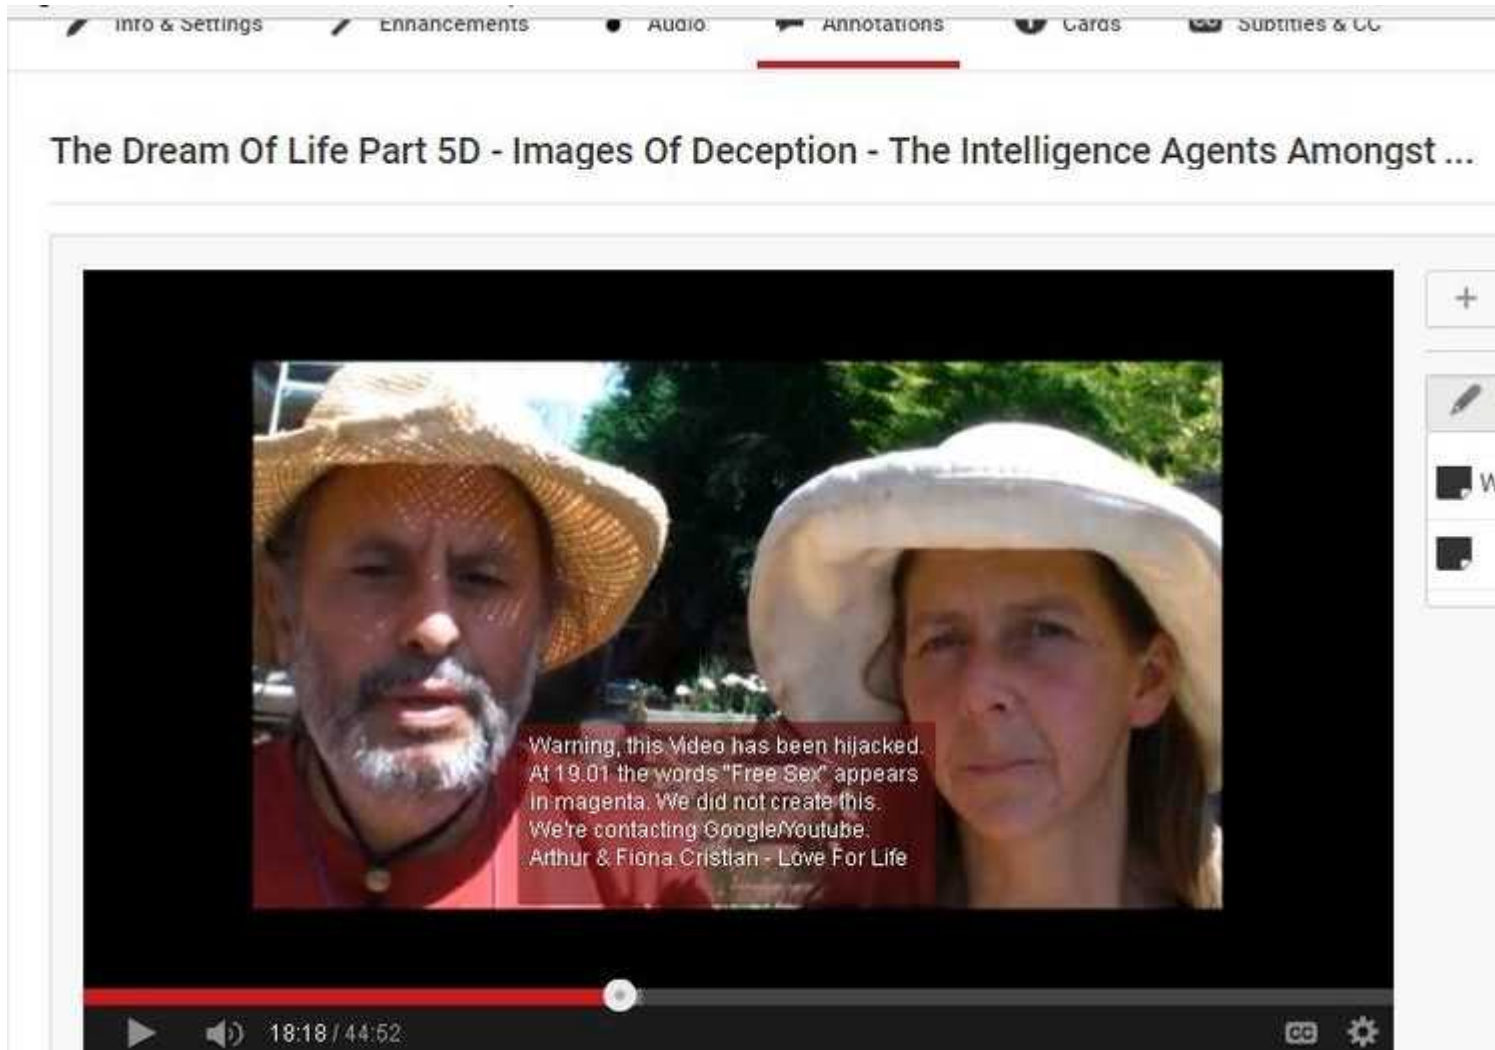 Info & Settings Enhancements Audio Annotations Cards Subtitles & CC
The Dream Of Life Part 5D - Images Of Deception - The Intelligence Agents Amongst ...
+
W
Warning, this Video has been hijacked.
At 19.01 the words "Free Sex" appears
in magenta. We did not create this.
We're contacting Google/Youtube.
Arthur & Fiona Cristian - Love For Life
18:18 / 44:52
CC